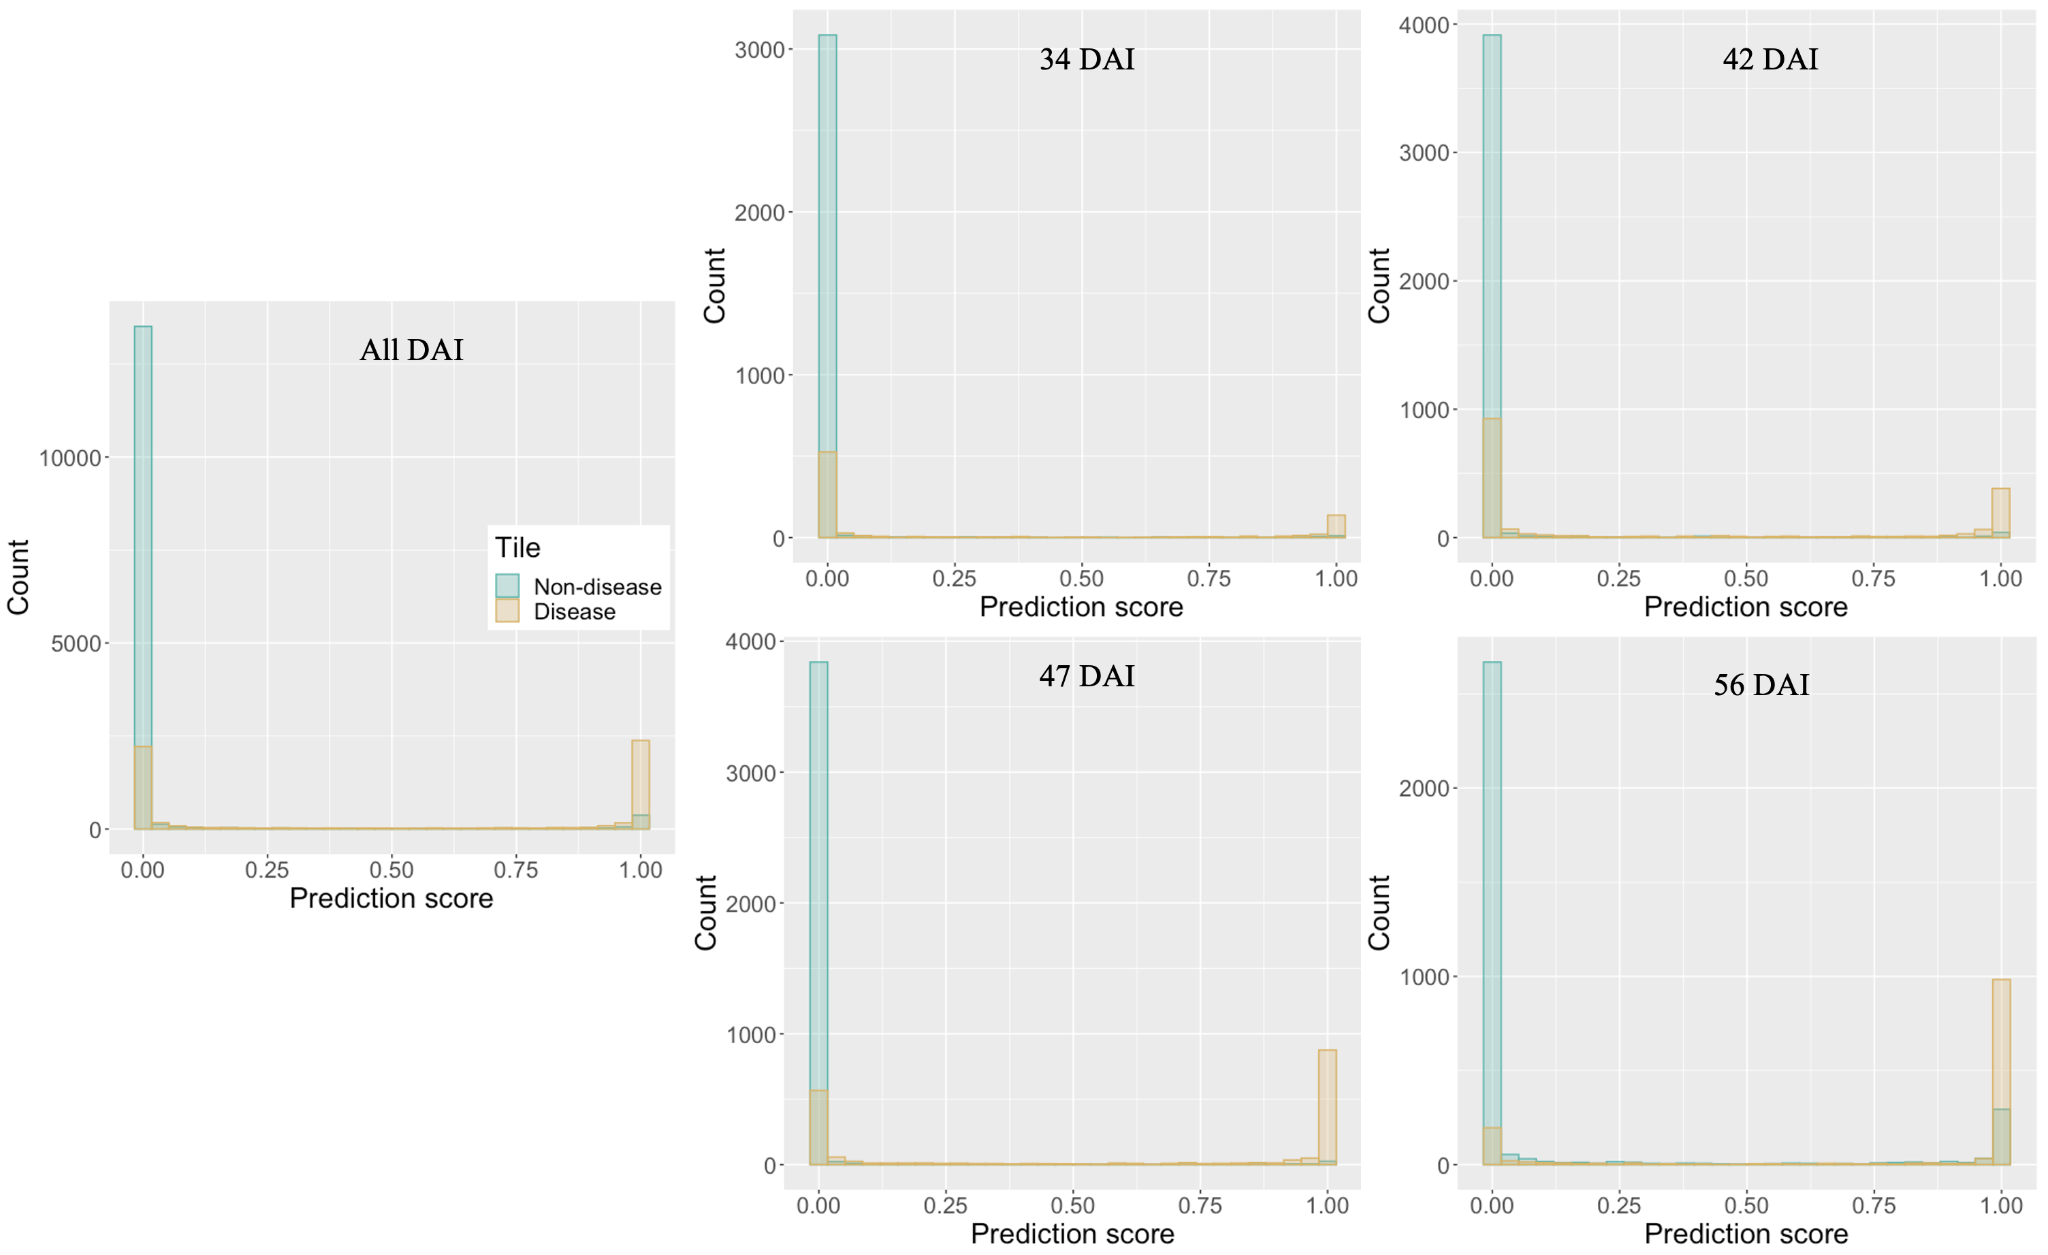 All DAI
Count
10000
5000
0
Tile
Non-disease
Disease
0.00 0.25 0.50 0.75 1.00
Prediction score
34 DAI
Count
3000
2000
1000
0
0.00 0.25 0.50 0.75 1.00
Prediction score
42 DAI
Count
4000
3000
2000
1000
0
0.00 0.25 0.50 0.75 1.00
Prediction score
47 DAI
Count
4000
3000
2000
1000
0
0.00 0.25 0.50 0.75 1.00
Prediction score
56 DAI
Count
2000
1000
0
0.00 0.25 0.50 0.75 1.00
Prediction score